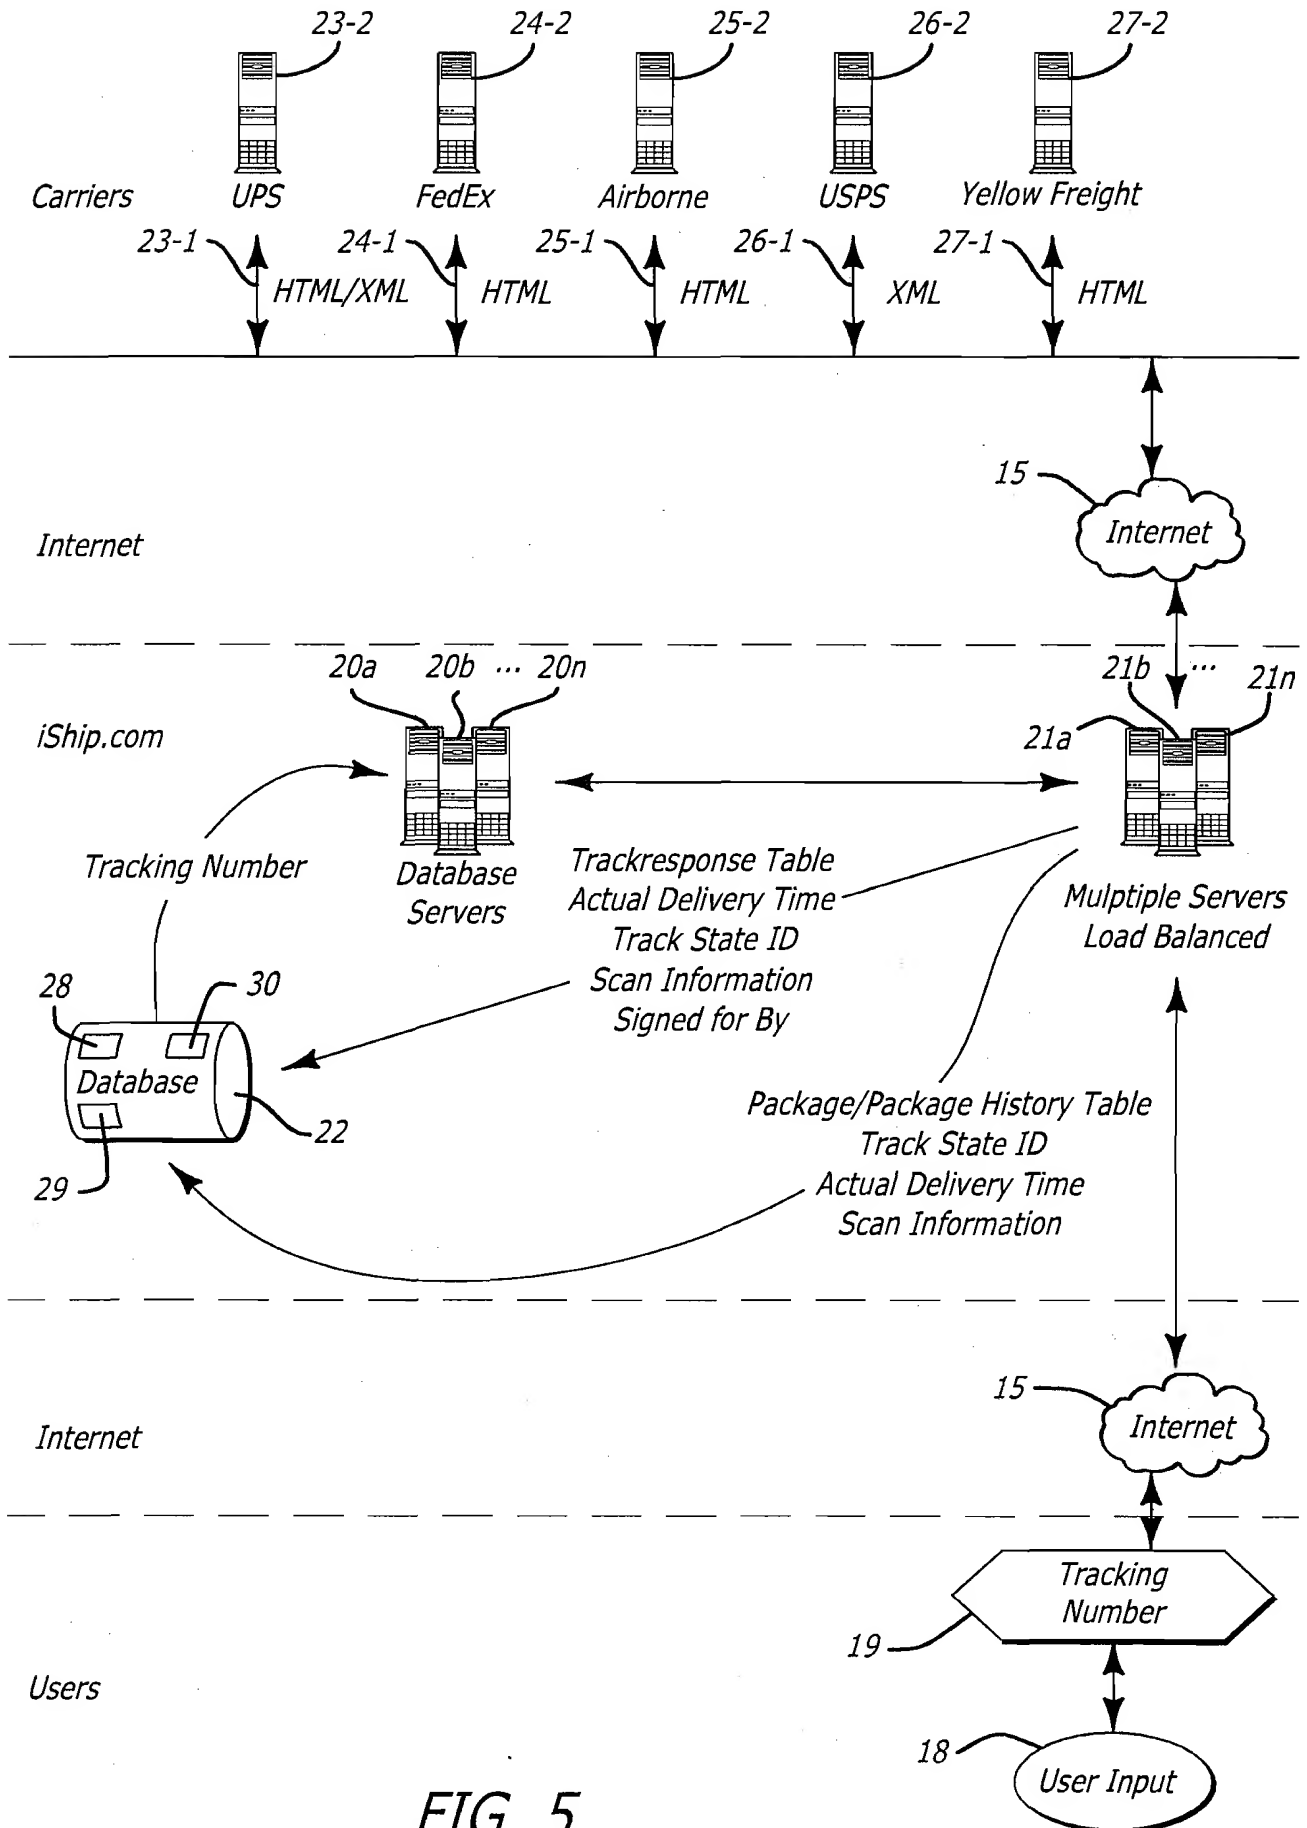 23-2 24-2 25-2 26-2 27-2
Carriers UPS FedEx Airborne USPS Yellow Freight
23-1 24-1 25-1 26-1 27-1
HTML/XML HTML HTML XML HTML
15
Internet
Internet
20a 20b ... 20n
21b ... 21n
iShip.com
21a
Tracking Number
Database
Servers
Trackresponse Table
Actual Delivery Time
Track State ID
Scan Information
Signed for By
Mulptiple Servers
Load Balanced
28 30
Database
22
29
Package/Package History Table
Track State ID
Actual Delivery Time
Scan Information
15
Internet
Internet
Tracking
Number
19
Users
18
User Input
FIG. 5